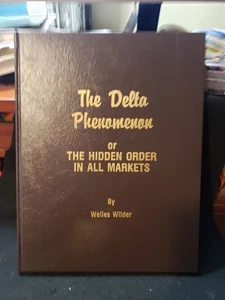 The Delta
Phenomenon
or
THE HIDDEN ORDER
IN ALL MARKETS
By
Welles Wilder